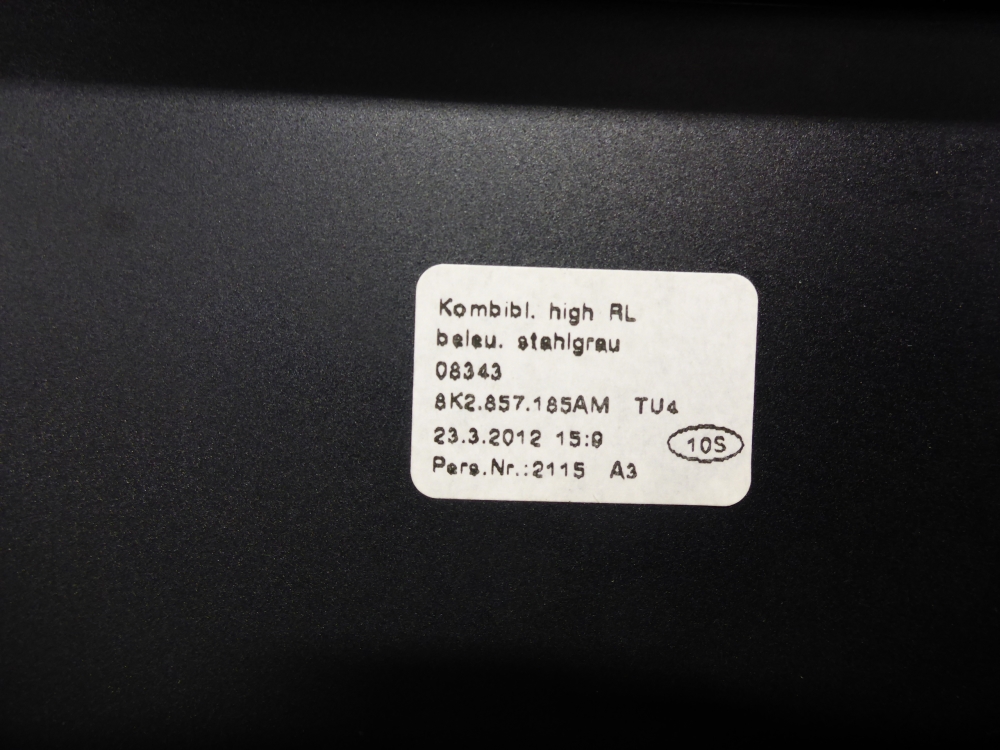 Kombibl. high RL
beleu. stahlgrau
08343
8K2.857.185AM TU4
23.3.2012 15:9 10S
Pers.Nr.:2115 A3